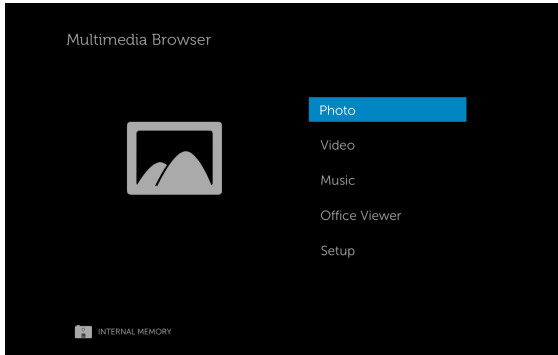 Multimedia Browser
Photo
Video
Music
Office Viewer
Setup
INTERNAL MEMORY